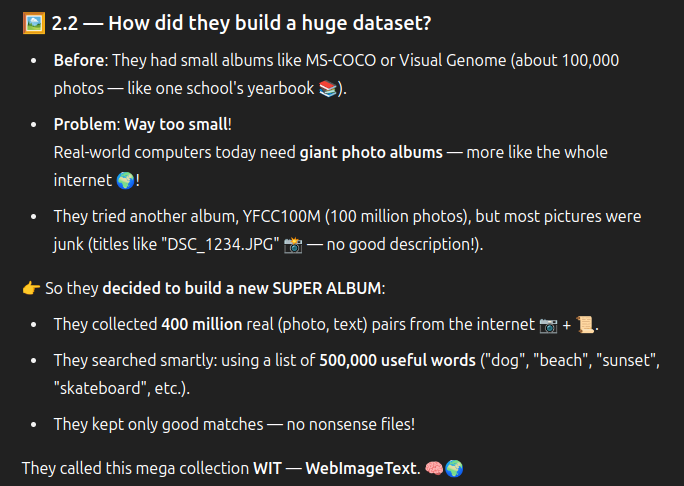 🖼️ 2.2 — How did they build a huge dataset?
• Before: They had small albums like MS-COCO or Visual Genome (about 100,000
photos — like one school's yearbook 📚).
• Problem: Way too small!
Real-world computers today need giant photo albums — more like the whole
internet 🌍!
• They tried another album, YFCC100M (100 million photos), but most pictures were
junk (titles like "DSC_1234.JPG" 📸 — no good description!).
👉 So they decided to build a new SUPER ALBUM:
• They collected 400 million real (photo, text) pairs from the internet 📷 + 📜.
• They searched smartly: using a list of 500,000 useful words ("dog", "beach", "sunset",
"skateboard", etc.).
• They kept only good matches — no nonsense files!
They called this mega collection WIT — WebImageText. 🧠🌍